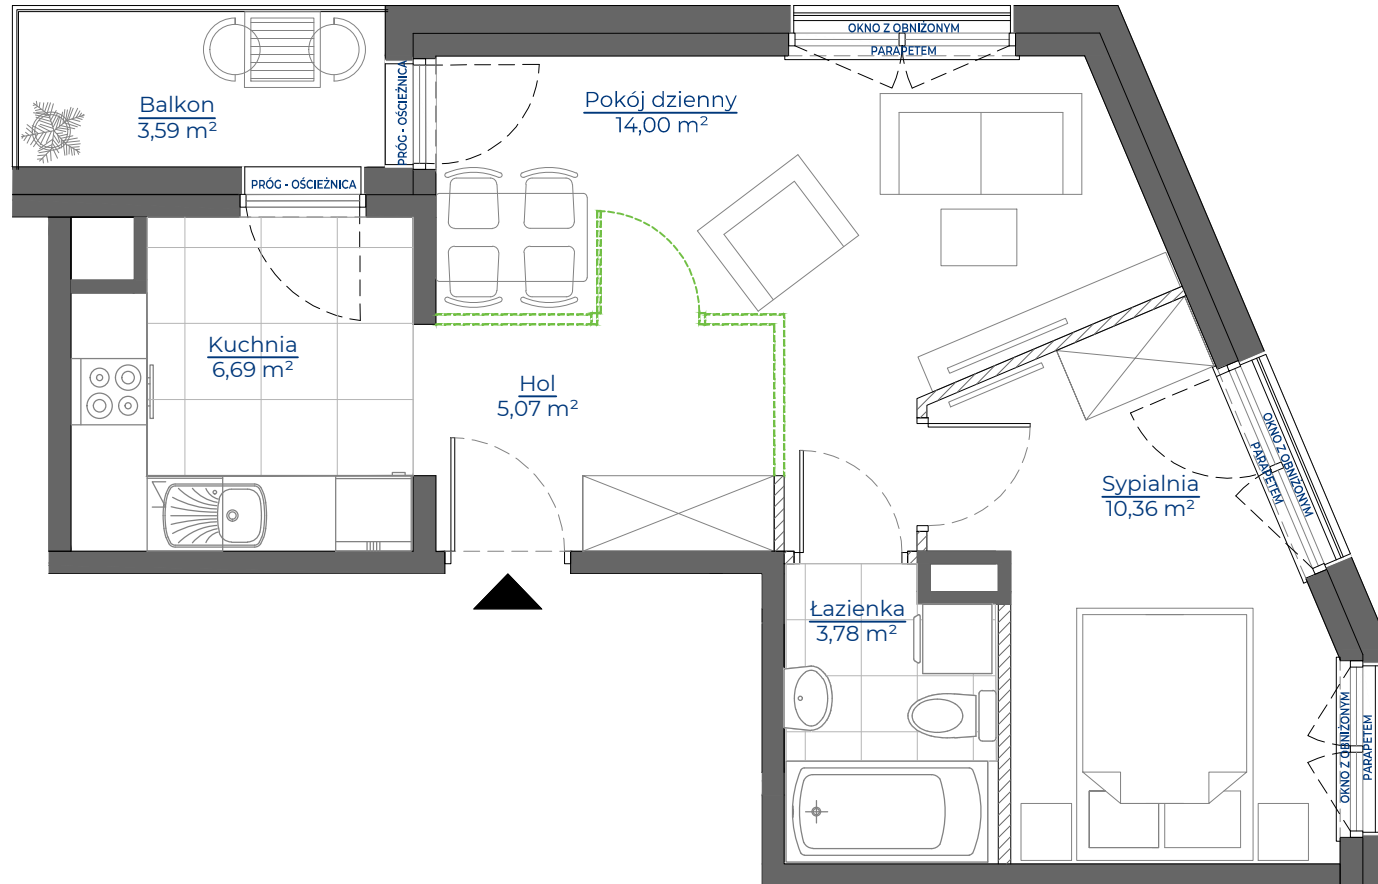 OKNO Z OBNIŻONYM
PARAPETEM
Balkon
3,59 m²
PRÓG - OŚCIEŻNICA
Pokój dzienny
14,00 m²
PRÓG - OŚCIEŻNICA
Kuchnia
6,69 m²
Hol
5,07 m²
OKNO Z OBNIŻONYM
PARAPETEM
Sypialnia
10,36 m²
Łazienka
3,78 m²
OKNO Z OBNIŻONYM
PARAPETEM